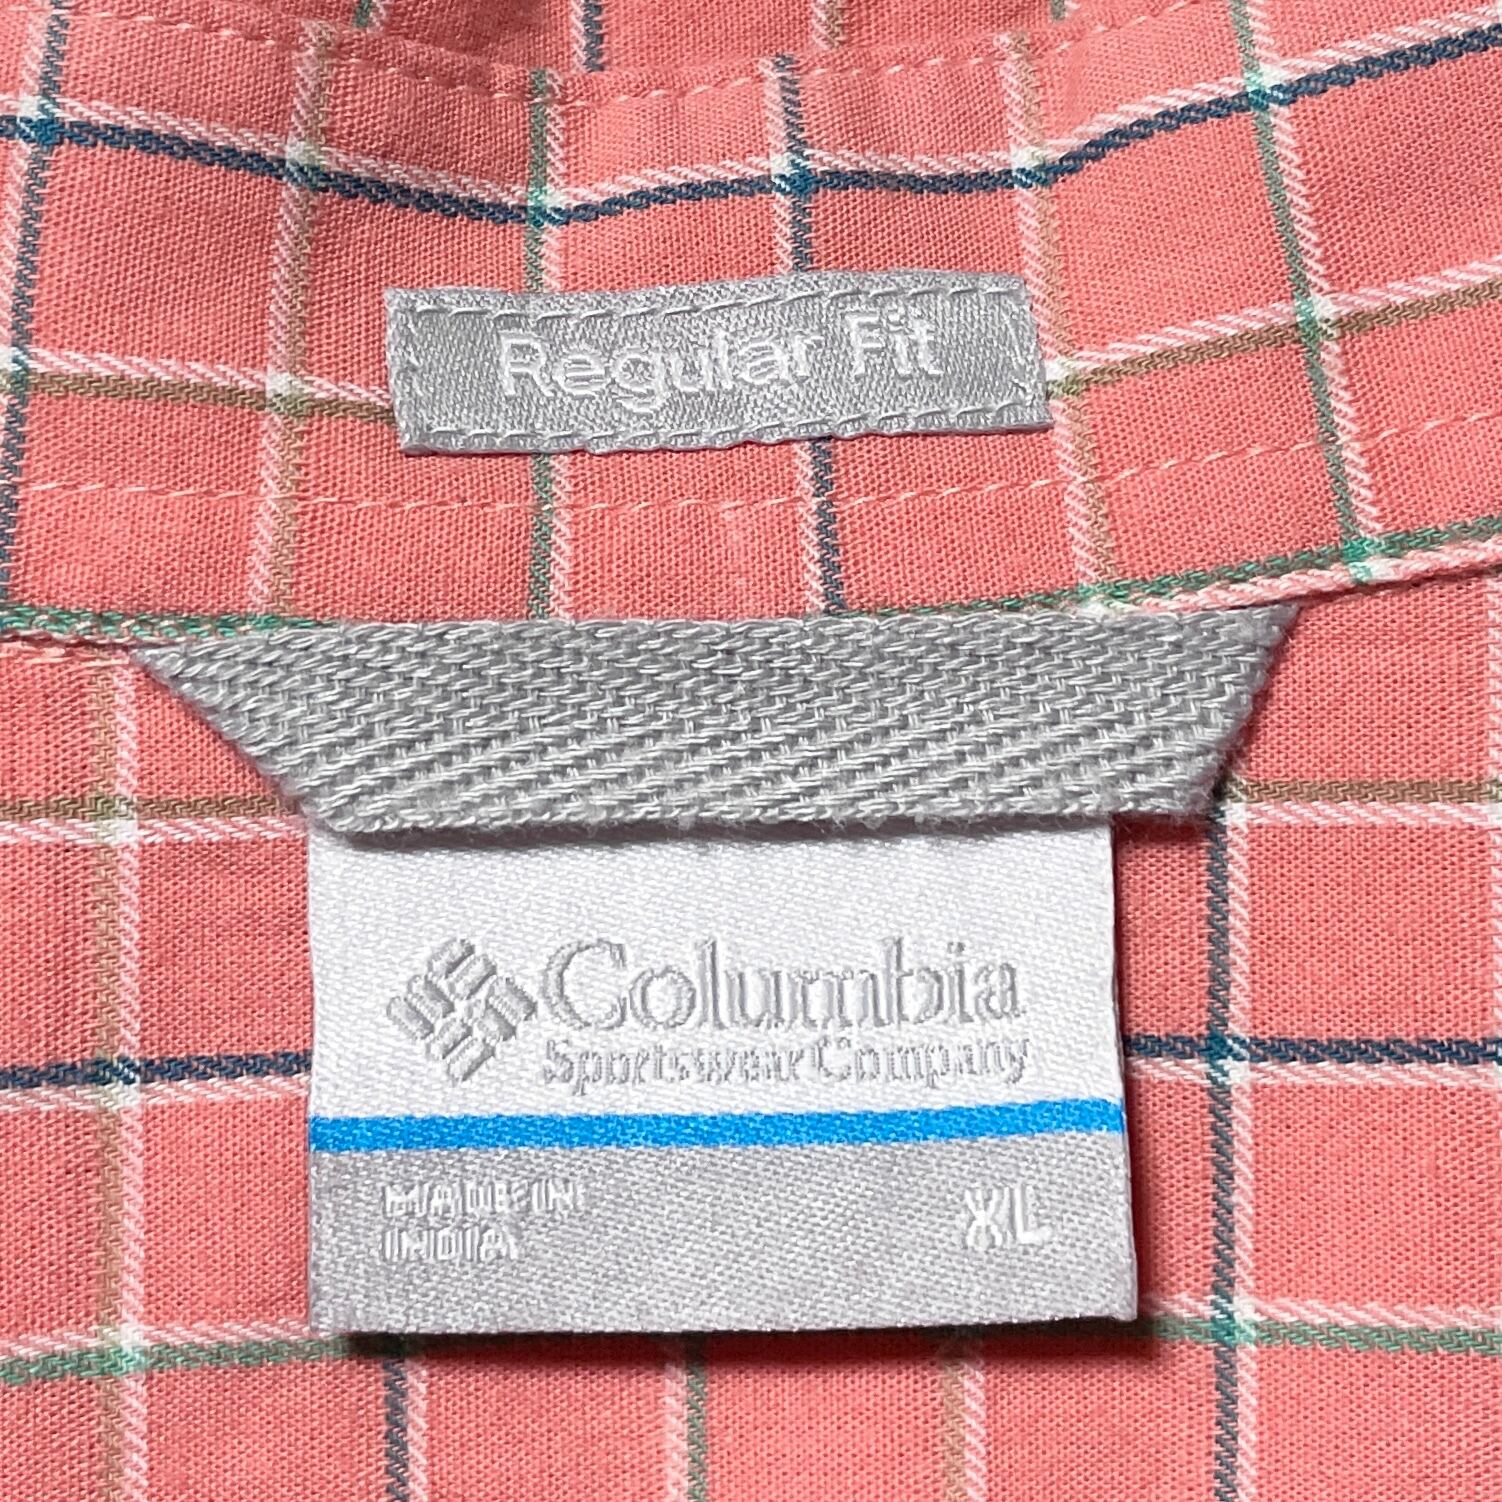 Regular Fit
Columbia
Sportswear Company
MADE IN
INDIA
XL